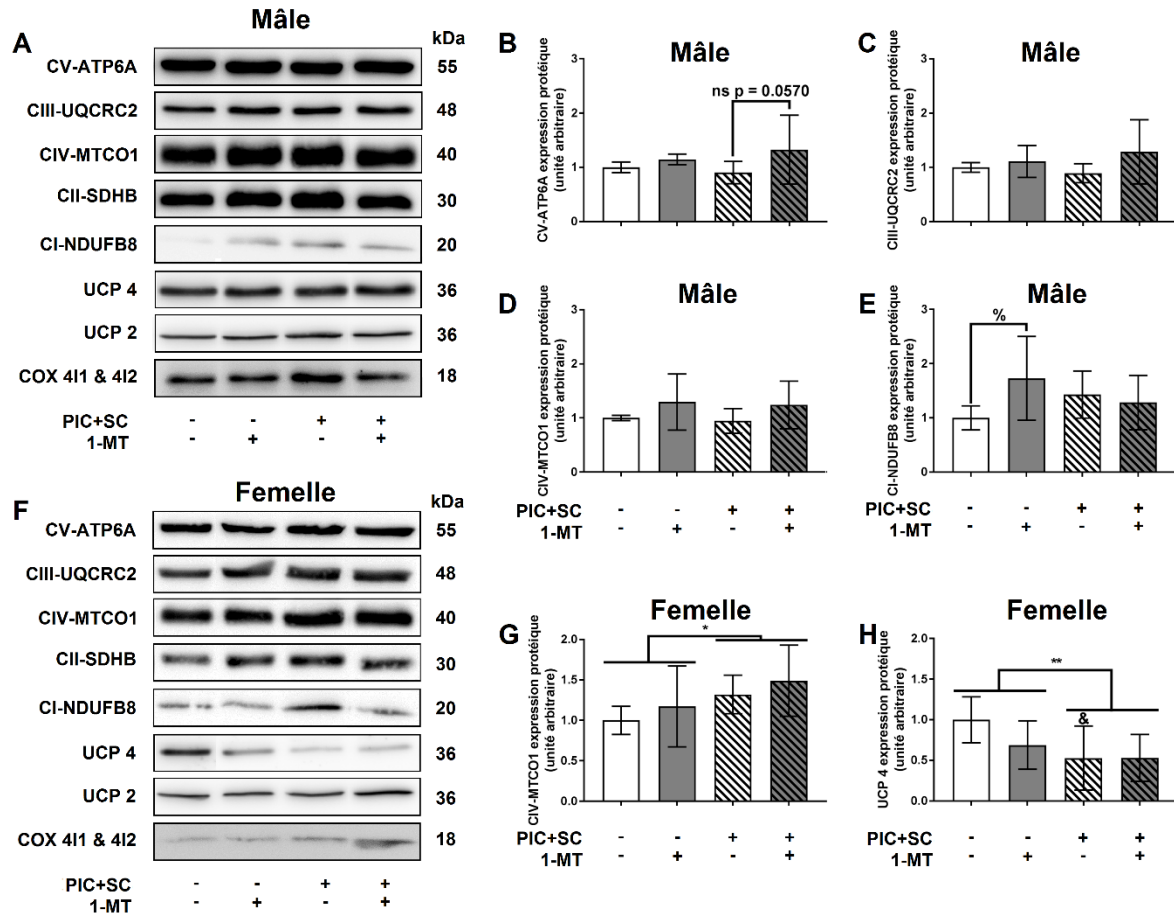 A
Mâle
kDa
CV-ATP6A 55
CIII-UQCRC2 48
CIV-MTCO1 40
CII-SDHB 30
CI-NDUFB8 20
UCP 4 36
UCP 2 36
COX 4I1 & 4I2 18
PIC+SC - - + +
1-MT - + - +
B
Mâle
CV-ATP6A expression protéique
(unité arbitraire)
3
2
1
0
ns p = 0.0570
C
Mâle
CIII-UQCRC2 expression protéique
(unité arbitraire)
3
2
1
0
D
Mâle
CIV-MTCO1 expression protéique
(unité arbitraire)
3
2
1
0
PIC+SC - - + +
1-MT - + - +
E
Mâle
CI-NDUFB8 expression protéique
(unité arbitraire)
3
2
1
0
%
PIC+SC - - + +
1-MT - + - +
F
Femelle
kDa
CV-ATP6A 55
CIII-UQCRC2 48
CIV-MTCO1 40
CII-SDHB 30
CI-NDUFB8 20
UCP 4 36
UCP 2 36
COX 4I1 & 4I2 18
PIC+SC - - + +
1-MT - + - +
G
Femelle
CIV-MTCO1 expression protéique
(unité arbitraire)
2.0
1.5
1.0
0.5
0.0
*
PIC+SC - - + +
1-MT - + - +
H
Femelle
UCP 4 expression protéique
(unité arbitraire)
2.0
1.5
1.0
0.5
0.0
**
&
PIC+SC - - + +
1-MT - + - +